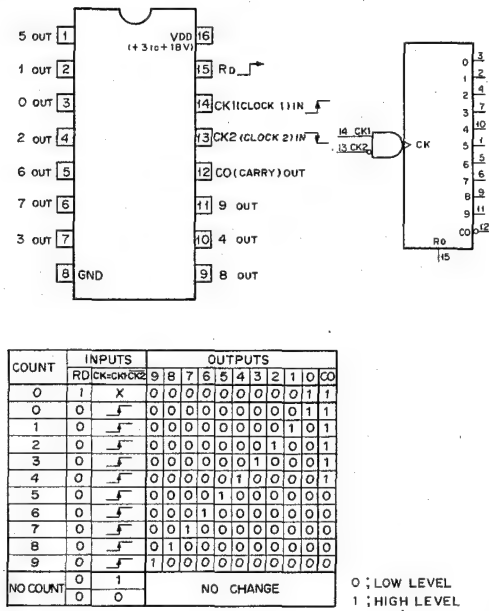 5 OUT 1
1 OUT 2
0 OUT 3
2 OUT 4
6 OUT 5
7 OUT 6
3 OUT 7
8 GND
VDD 16
(+3 to +18V)
15 RD
14 CK1(CLOCK 1) IN
13 CK2(CLOCK 2) IN
12 CO(CARRY) OUT
11 9 OUT
10 4 OUT
9 8 OUT
14 CK1
13 CK2
CK
0 3
1 2
2 4
3 7
4 10
5 1
6 5
7 6
8 9
9 11
CO 12
RD
15
COUNT INPUTS OUTPUTS
RD CK=CK1·CK2 9 8 7 6 5 4 3 2 1 0 CO
0 1 X 0 0 0 0 0 0 0 0 0 1 1
0 0 0 0 0 0 0 0 0 0 0 0 1 1
1 0 0 0 0 0 0 0 0 0 0 1 0 1
2 0 0 0 0 0 0 0 0 0 1 0 0 1
3 0 0 0 0 0 0 0 0 1 0 0 0 1
4 0 0 0 0 0 0 0 1 0 0 0 0 1
5 0 0 0 0 0 1 0 0 0 0 0 0
6 0 0 0 0 1 0 0 0 0 0 0 0
7 0 0 0 1 0 0 0 0 0 0 0 0
8 0 0 1 0 0 0 0 0 0 0 0 0
9 0 1 0 0 0 0 0 0 0 0 0 0
NO COUNT 0 1 NO CHANGE
0 0
0 ; LOW LEVEL
1 ; HIGH LEVEL